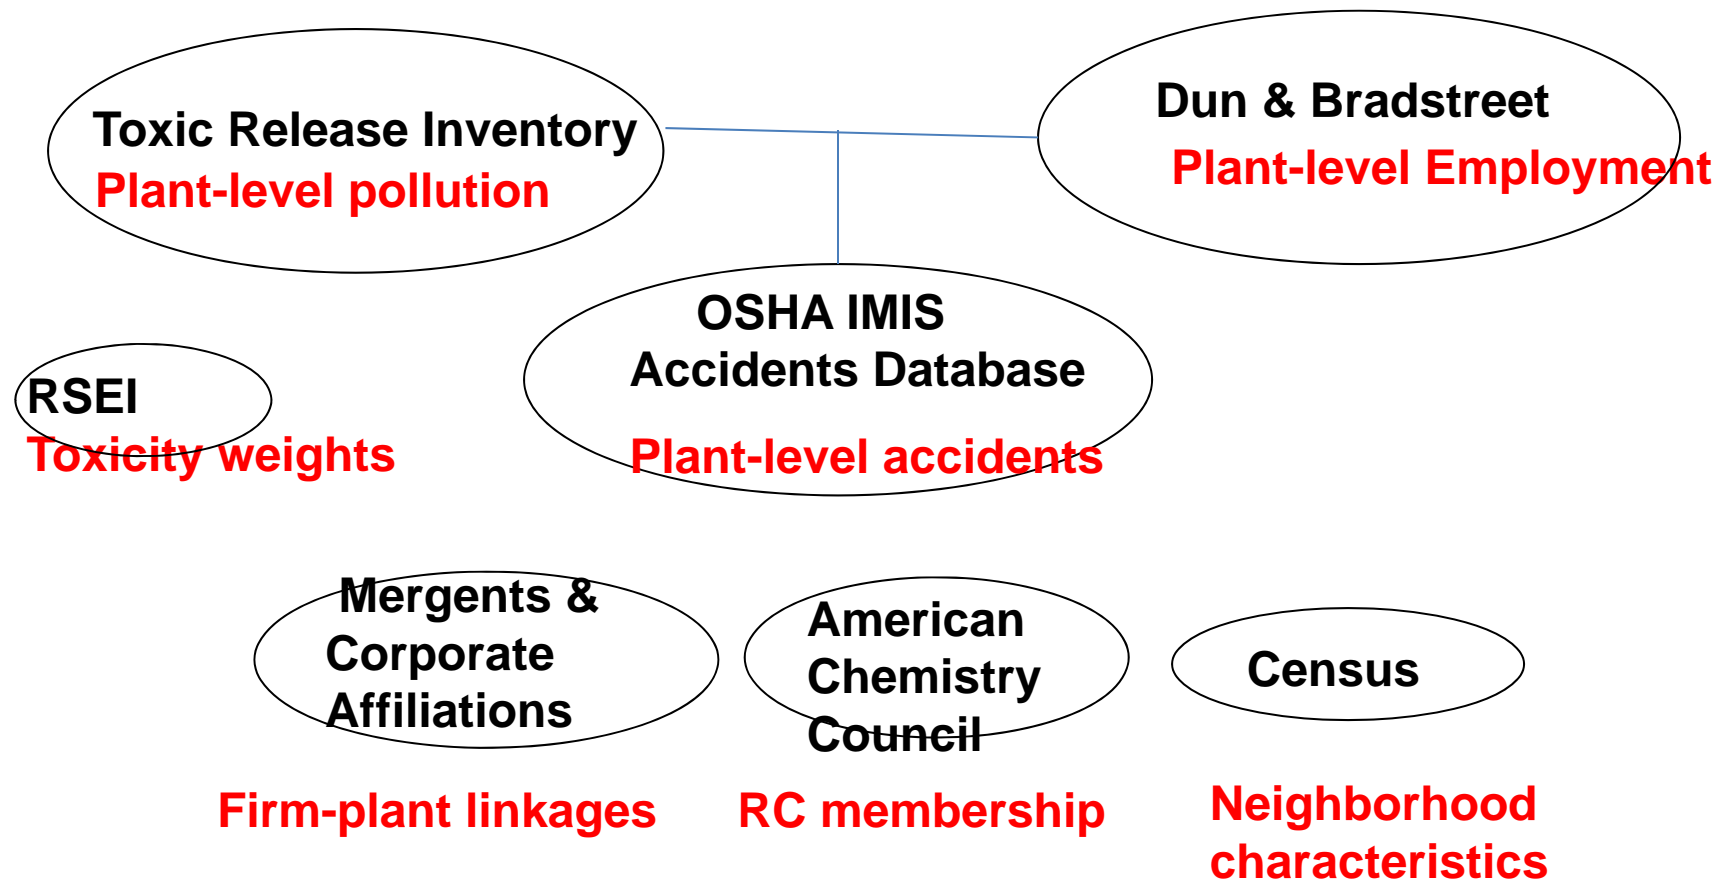 Toxic Release Inventory
Plant-level pollution
Dun & Bradstreet
Plant-level Employment
OSHA IMIS
Accidents Database
Plant-level accidents
RSEI
Toxicity weights
Mergents &
Corporate
Affiliations
Firm-plant linkages
American
Chemistry
Council
RC membership
Census
Neighborhood
characteristics